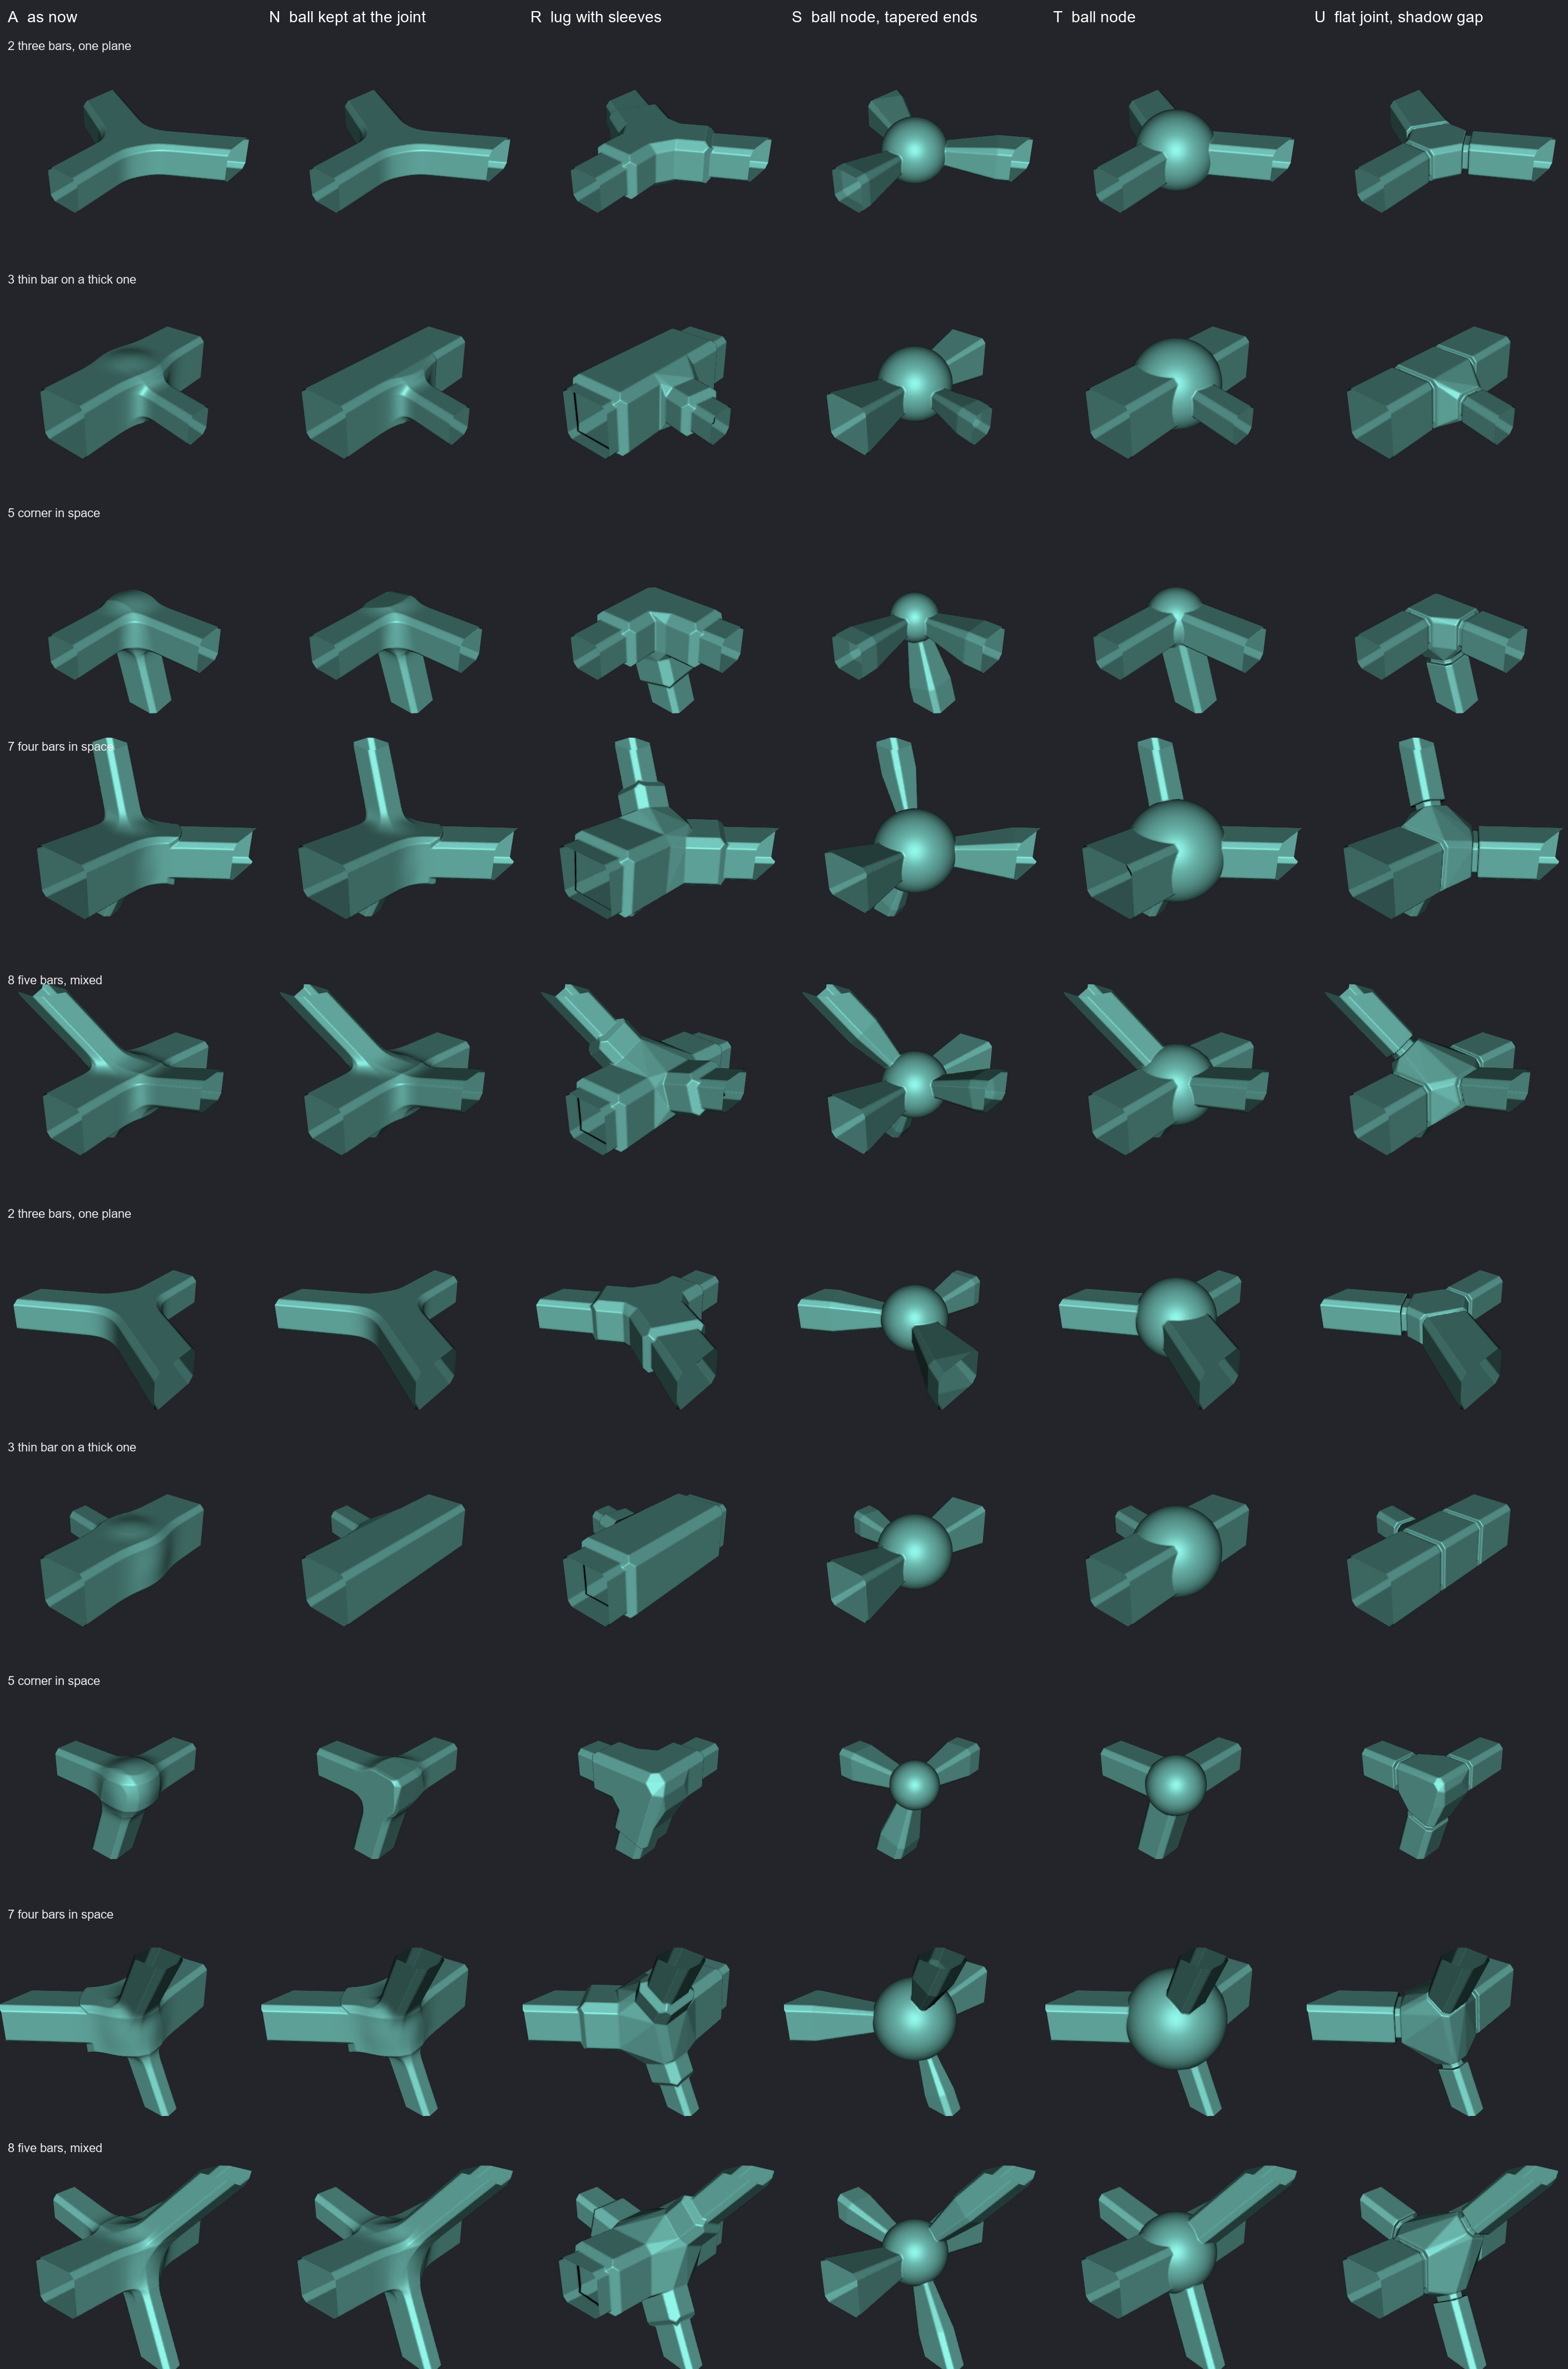 A  as now
N  ball kept at the joint
R  lug with sleeves
S  ball node, tapered ends
T  ball node
U  flat joint, shadow gap
2 three bars, one plane
3 thin bar on a thick one
5 corner in space
7 four bars in space
8 five bars, mixed
2 three bars, one plane
3 thin bar on a thick one
5 corner in space
7 four bars in space
8 five bars, mixed